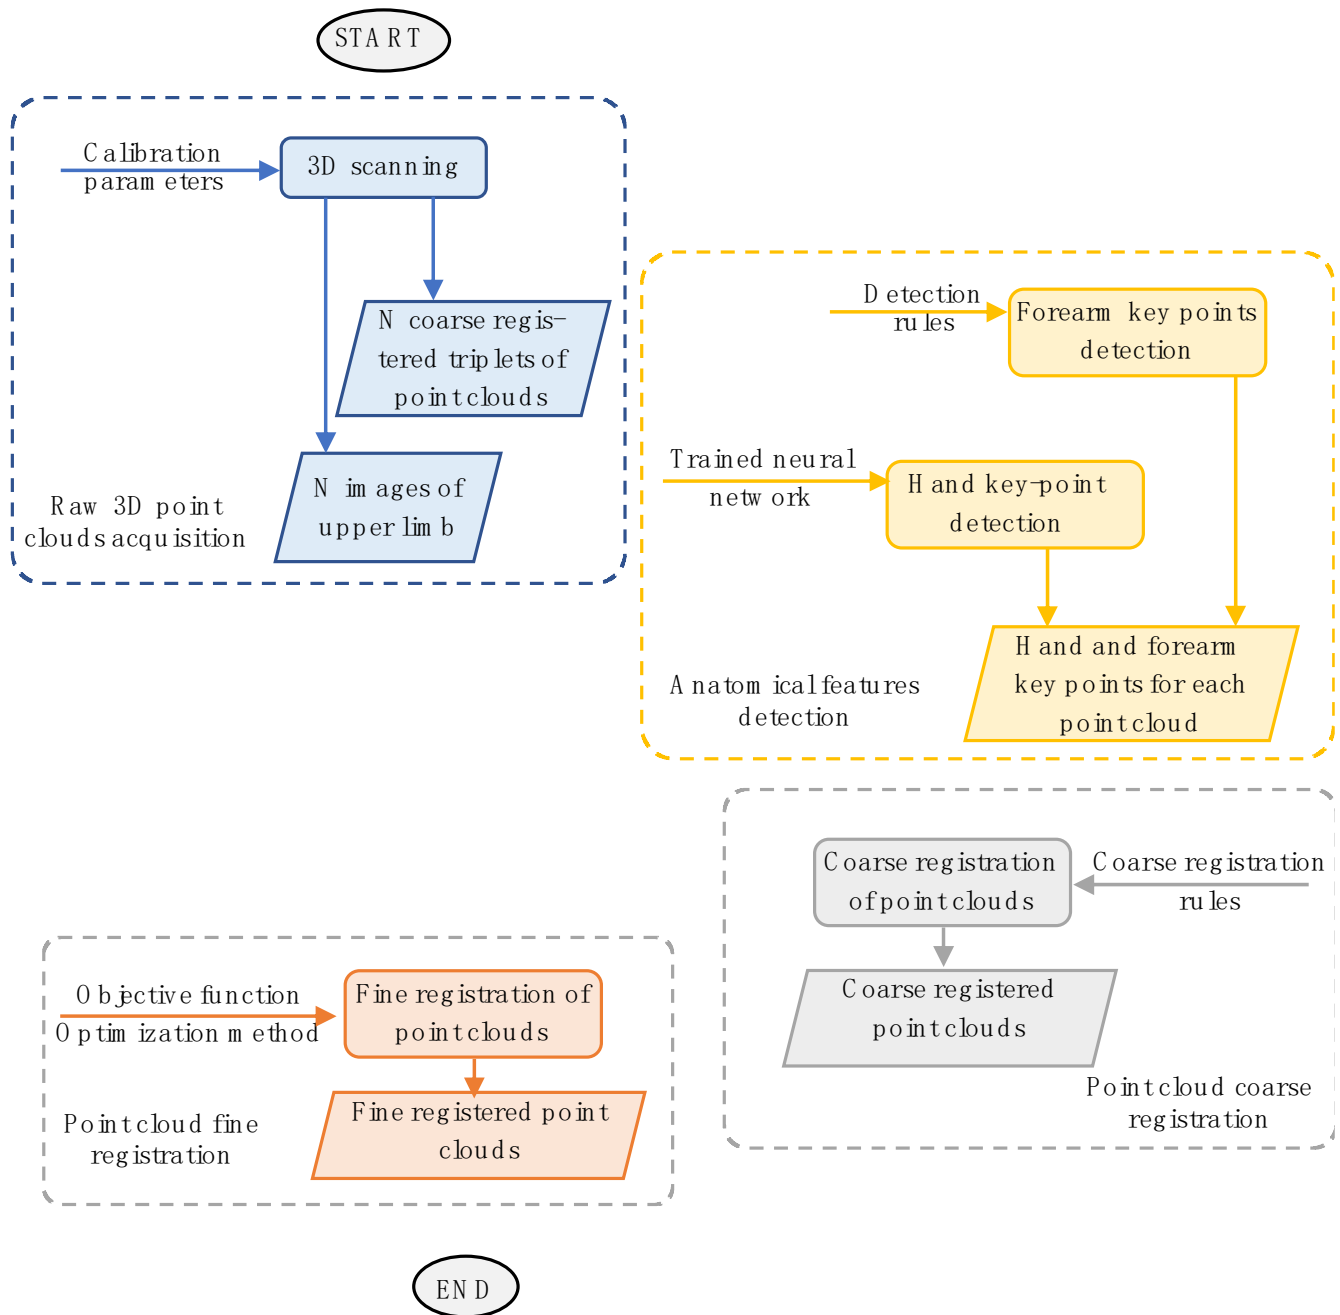 START
Calibration
parameters
3D scanning
N coarse regis-
tered triplets of
point clouds
N images of
upper limb
Raw 3D point
clouds acquisition
Detection
rules
Forearm key points
detection
Trained neural
network
Hand key-point
detection
Hand and forearm
key points for each
point cloud
Anatomical features
detection
Coarse registration
of point clouds
Coarse registration
rules
Coarse registered
point clouds
Point cloud coarse
registration
Objective function
Optimization method
Fine registration of
point clouds
Fine registered point
clouds
Point cloud fine
registration
END